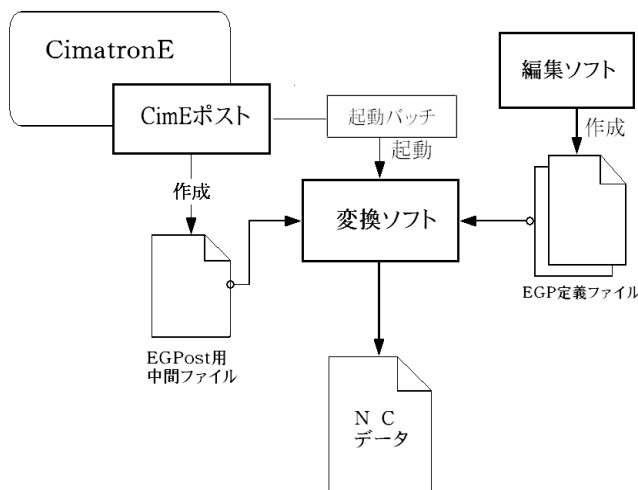 CimatronE
CimEポスト
起動バッチ
編集ソフト
作成
起動
作成
変換ソフト
EGPost用
中間ファイル
EGP定義ファイル
N C
データ